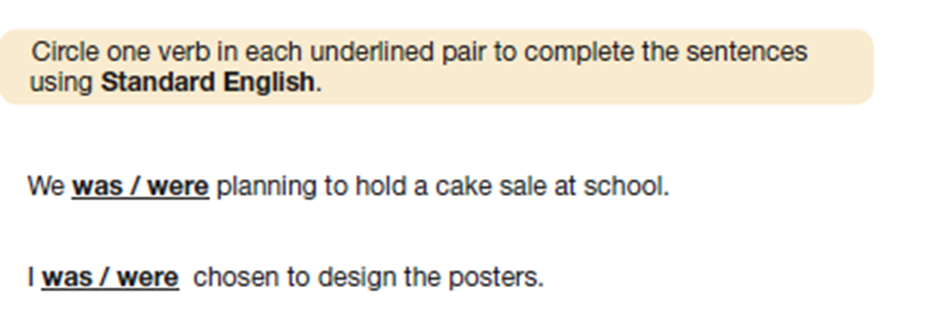 Circle one verb in each underlined pair to complete the sentences
using Standard English.
We was / were planning to hold a cake sale at school.
I was / were chosen to design the posters.